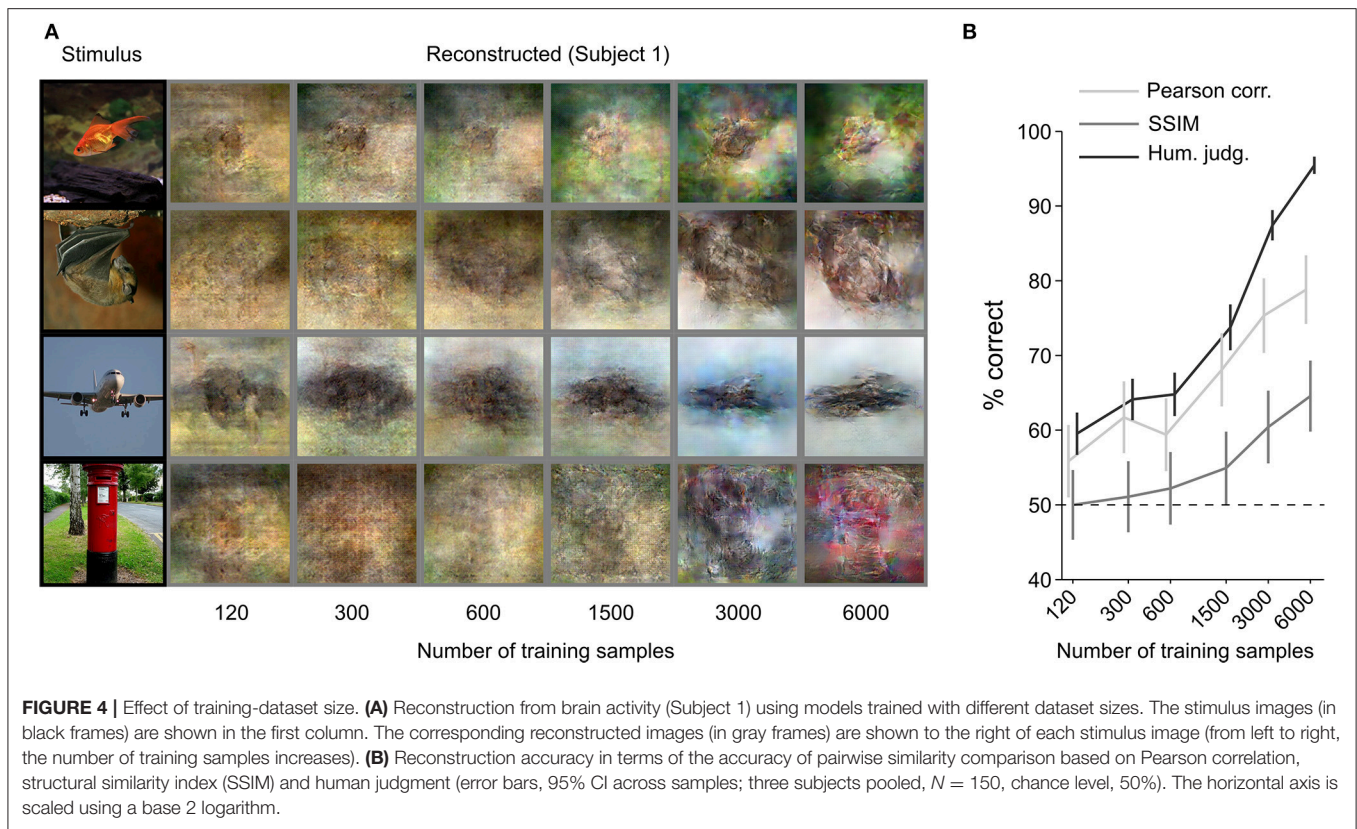 A
Stimulus
Reconstructed (Subject 1)
120 300 600 1500 3000 6000
Number of training samples
B
Pearson corr.
SSIM
Hum. judg.
100
90
80
70
60
50
40
% correct
120 300 600 1500 3000 6000
Number of training samples
FIGURE 4 | Effect of training-dataset size. (A) Reconstruction from brain activity (Subject 1) using models trained with different dataset sizes. The stimulus images (in
black frames) are shown in the first column. The corresponding reconstructed images (in gray frames) are shown to the right of each stimulus image (from left to right,
the number of training samples increases). (B) Reconstruction accuracy in terms of the accuracy of pairwise similarity comparison based on Pearson correlation,
structural similarity index (SSIM) and human judgment (error bars, 95% CI across samples; three subjects pooled, N = 150, chance level, 50%). The horizontal axis is
scaled using a base 2 logarithm.